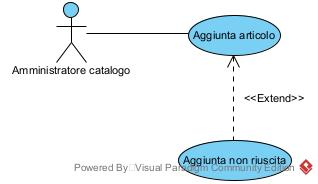 Aggiunta articolo
Amministratore catalogo
<<Extend>>
Aggiunta non riuscita
Powered By Visual Paradigm Community Edition